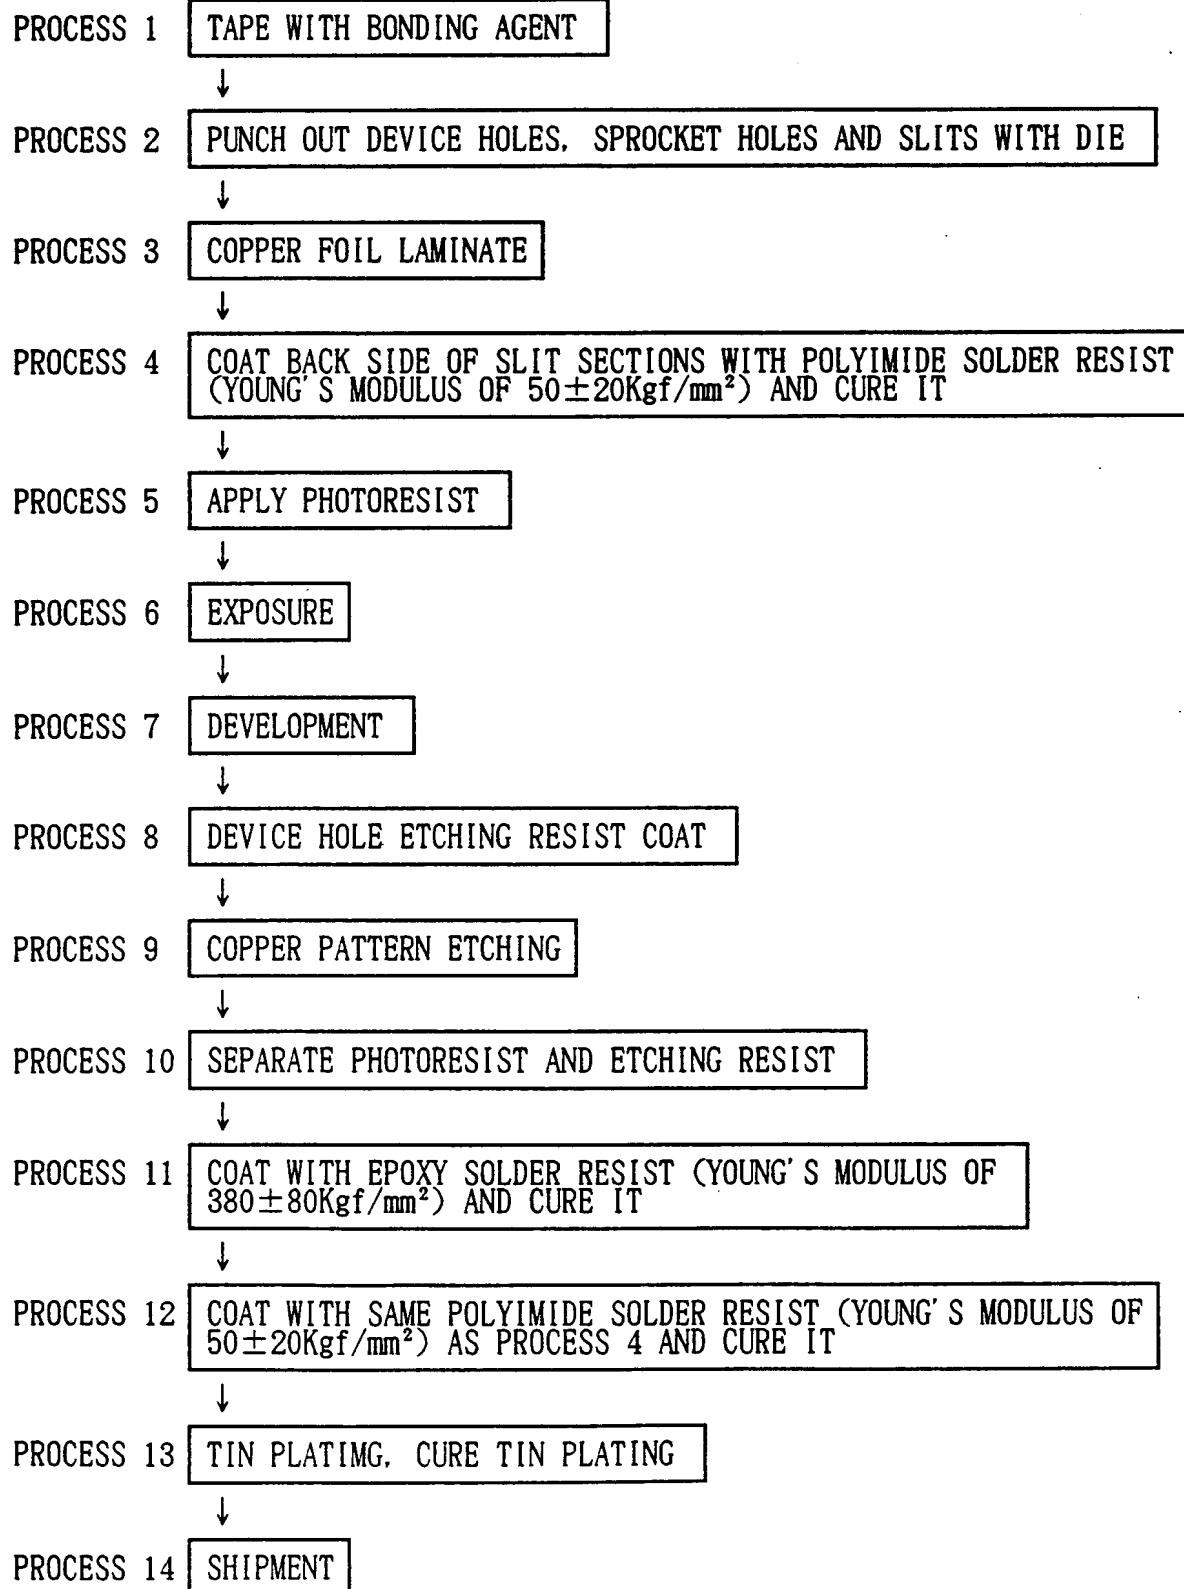 PROCESS 1 TAPE WITH BONDING AGENT
↓
PROCESS 2 PUNCH OUT DEVICE HOLES, SPROCKET HOLES AND SLITS WITH DIE
↓
PROCESS 3 COPPER FOIL LAMINATE
↓
PROCESS 4 COAT BACK SIDE OF SLIT SECTIONS WITH POLYIMIDE SOLDER RESIST
(YOUNG'S MODULUS OF 50±20Kgf/mm²) AND CURE IT
↓
PROCESS 5 APPLY PHOTORESIST
↓
PROCESS 6 EXPOSURE
↓
PROCESS 7 DEVELOPMENT
↓
PROCESS 8 DEVICE HOLE ETCHING RESIST COAT
↓
PROCESS 9 COPPER PATTERN ETCHING
↓
PROCESS 10 SEPARATE PHOTORESIST AND ETCHING RESIST
↓
PROCESS 11 COAT WITH EPOXY SOLDER RESIST (YOUNG'S MODULUS OF
380±80Kgf/mm²) AND CURE IT
↓
PROCESS 12 COAT WITH SAME POLYIMIDE SOLDER RESIST (YOUNG'S MODULUS OF
50±20Kgf/mm²) AS PROCESS 4 AND CURE IT
↓
PROCESS 13 TIN PLATIMG, CURE TIN PLATING
↓
PROCESS 14 SHIPMENT